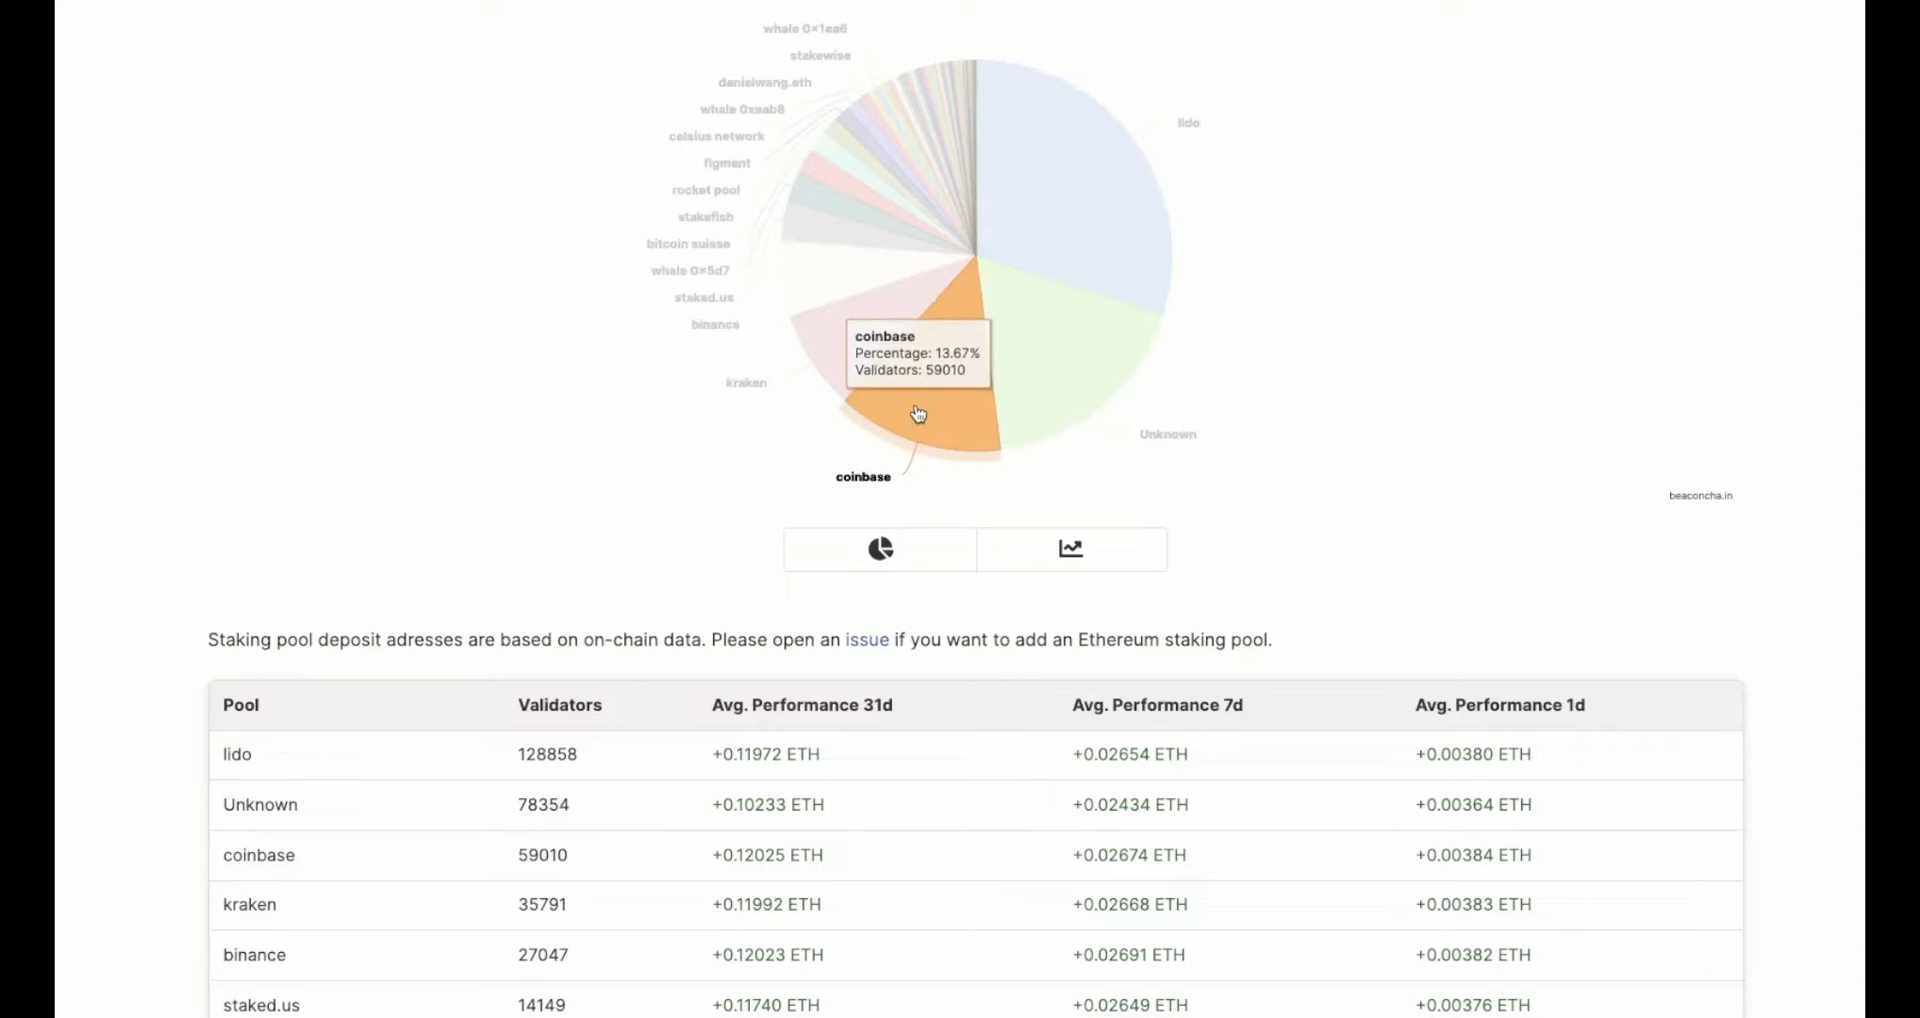 whale 0x1ea6
stakewise
danielwang.eth
whale 0xeab8
celsius network
figment
rocket pool
stakefish
bitcoin suisse
whale 0x5d7
staked.us
binance
kraken
lido
Unknown
coinbase
Percentage: 13.67%
Validators: 59010
coinbase
beaconcha.in
Staking pool deposit adresses are based on on-chain data. Please open an issue if you want to add an Ethereum staking pool.
Pool Validators Avg. Performance 31d Avg. Performance 7d Avg. Performance 1d
lido 128858 +0.11972 ETH +0.02654 ETH +0.00380 ETH
Unknown 78354 +0.10233 ETH +0.02434 ETH +0.00364 ETH
coinbase 59010 +0.12025 ETH +0.02674 ETH +0.00384 ETH
kraken 35791 +0.11992 ETH +0.02668 ETH +0.00383 ETH
binance 27047 +0.12023 ETH +0.02691 ETH +0.00382 ETH
staked.us 14149 +0.11740 ETH +0.02649 ETH +0.00376 ETH